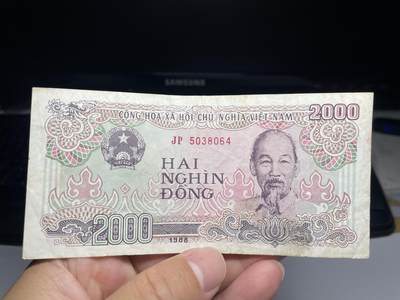 SAMSUNG
CỘNG HÒA XÃ HỘI CHỦ NGHĨA VIỆT NAM
2000
JP 5038064
HAI
NGHÌN
ĐỒNG
2000
1988